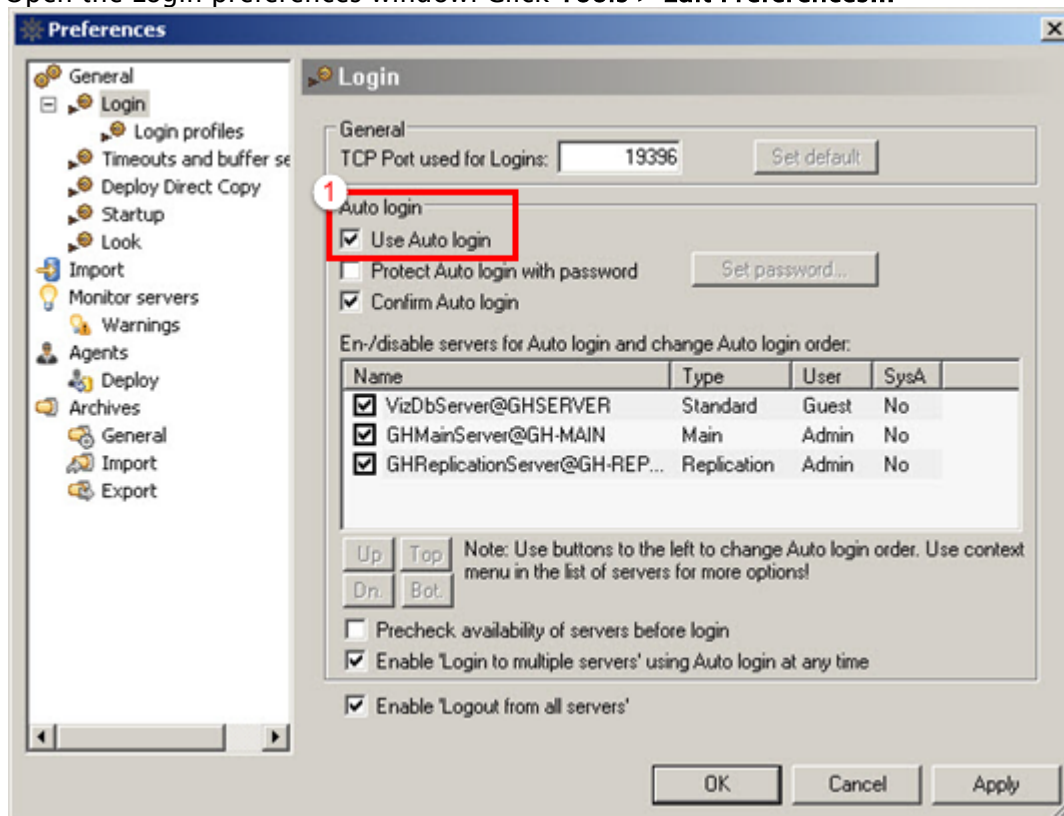 Open the Login preferences window. Click Tools > Edit Preferences...
Preferences
General
Login
Login profiles
Timeouts and buffer se
Deploy Direct Copy
Startup
Look
Import
Monitor servers
Warnings
Agents
Deploy
Archives
General
Import
Export
Login
General
TCP Port used for Logins: 19396 Set default
1
Auto login
Use Auto login
Protect Auto login with password Set password...
Confirm Auto login
En-/disable servers for Auto login and change Auto login order:
Name Type User SysA
VizDbServer@GHSERVER Standard Guest No
GHMainServer@GH-MAIN Main Admin No
GHReplicationServer@GH-REP... Replication Admin No
Up Top
Dn. Bot.
Note: Use buttons to the left to change Auto login order. Use context
menu in the list of servers for more options!
Precheck availability of servers before login
Enable 'Login to multiple servers' using Auto login at any time
Enable 'Logout from all servers'
OK Cancel Apply